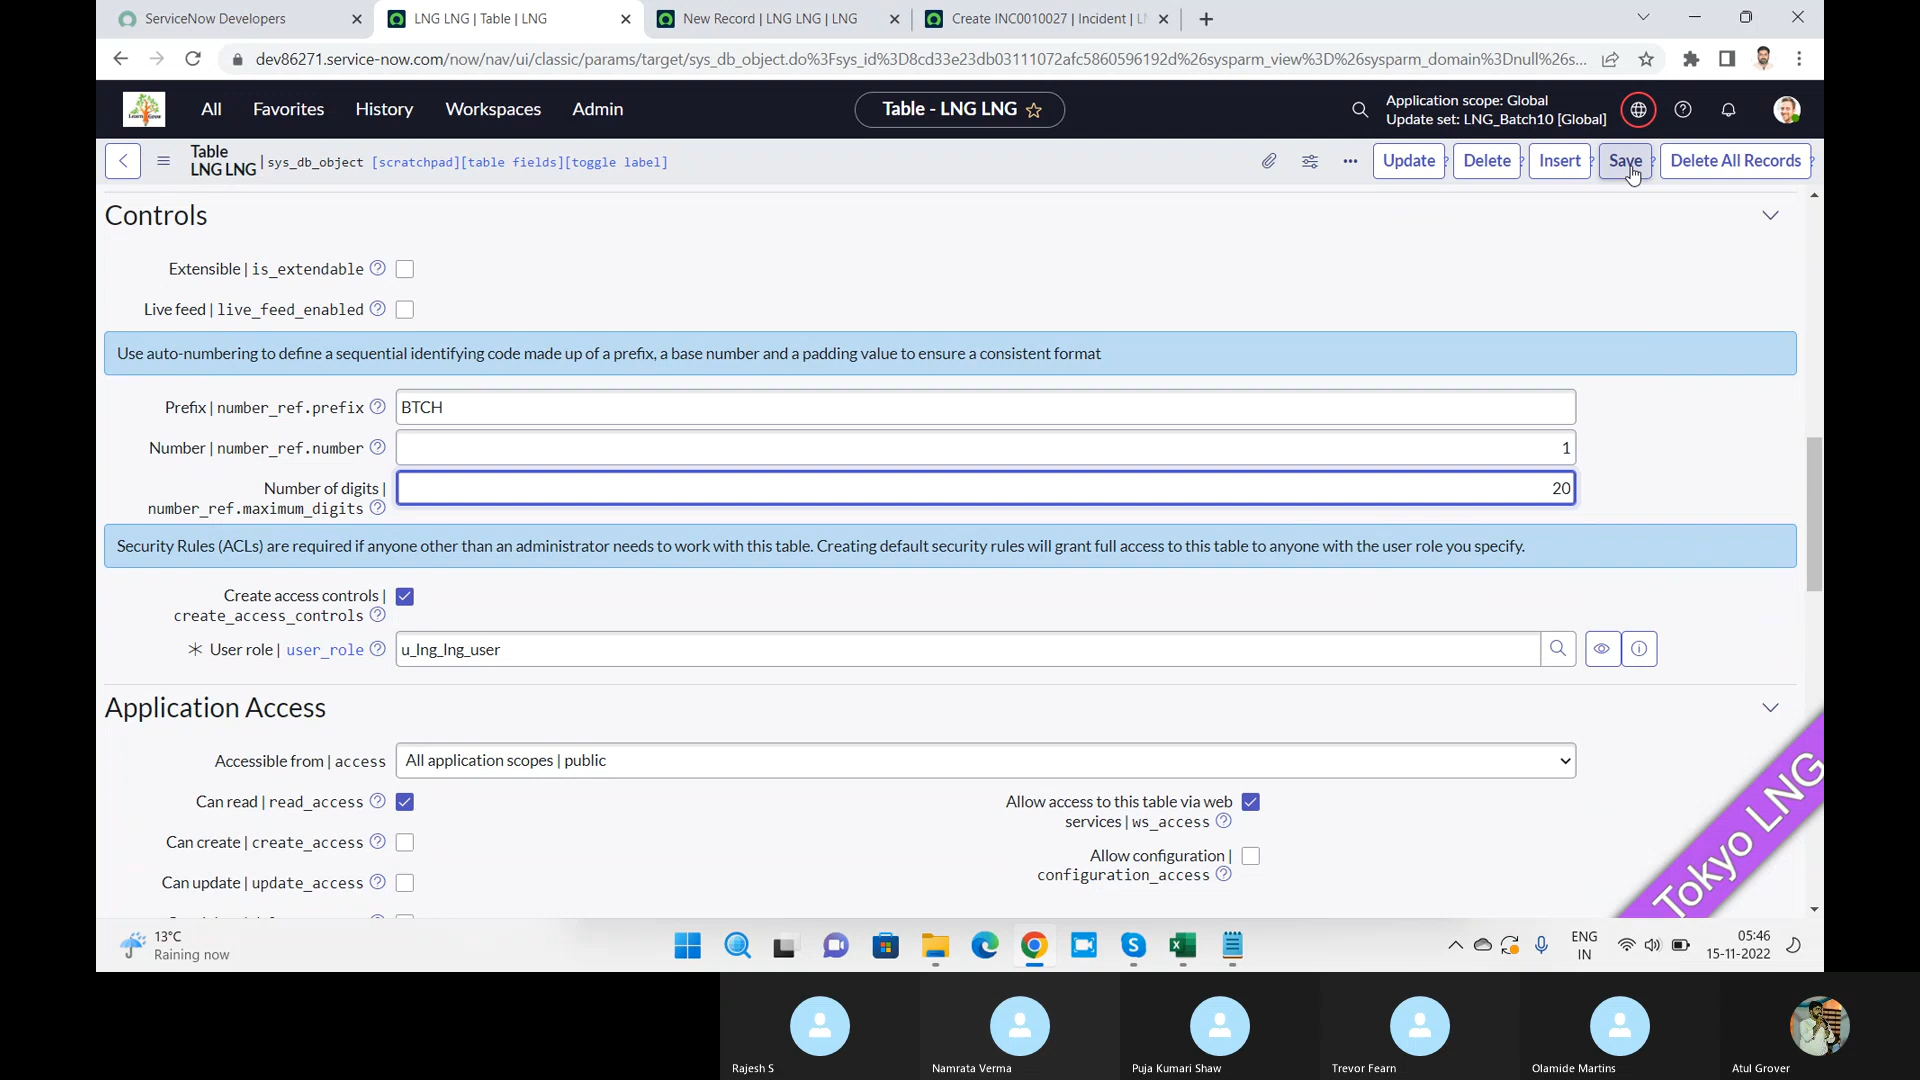 ServiceNow Developers
LNG LNG | Table | LNG
New Record | LNG LNG | LNG
Create INC0010027 | Incident | L
dev86271.service-now.com/now/nav/ui/classic/params/target/sys_db_object.do%3Fsys_id%3D8cd33e23db03111072afc5860596192d%26sysparm_view%3D%26sysparm_domain%3Dnull%26s...
All
Favorites
History
Workspaces
Admin
Table - LNG LNG
Application scope: Global
Update set: LNG_Batch10 [Global]
Table
LNG LNG | sys_db_object [scratchpad][table fields][toggle label]
Update
Delete
Insert
Save
Delete All Records
Controls
Extensible | is_extendable
Live feed | live_feed_enabled
Use auto-numbering to define a sequential identifying code made up of a prefix, a base number and a padding value to ensure a consistent format
Prefix | number_ref.prefix
BTCH
Number | number_ref.number
1
Number of digits |
number_ref.maximum_digits
20
Security Rules (ACLs) are required if anyone other than an administrator needs to work with this table. Creating default security rules will grant full access to this table to anyone with the user role you specify.
Create access controls |
create_access_controls
User role | user_role
u_lng_lng_user
Application Access
Accessible from | access
All application scopes | public
Can read | read_access
Allow access to this table via web
services | ws_access
Can create | create_access
Allow configuration |
configuration_access
Can update | update_access
Tokyo LNG
13°C
Raining now
ENG
IN
05:46
15-11-2022
Rajesh S
Namrata Verma
Puja Kumari Shaw
Trevor Fearn
Olamide Martins
Atul Grover